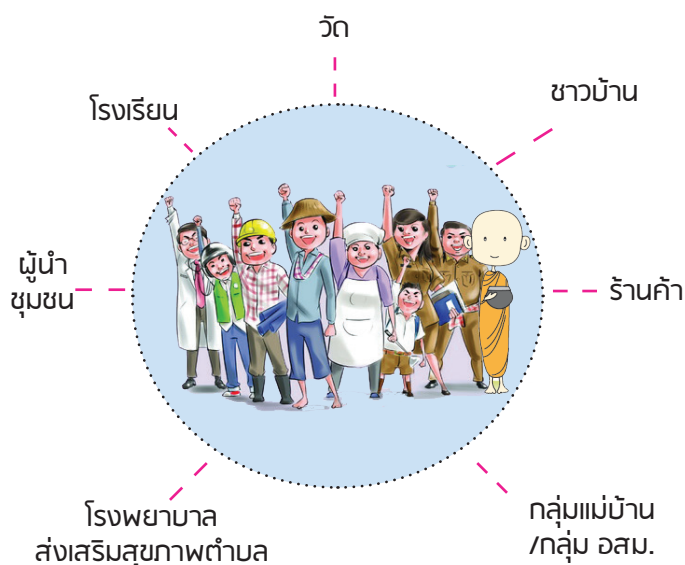 วัด
โรงเรียน
ชาวบ้าน
ผู้นำ
ชุมชน
ร้านค้า
โรงพยาบาล
ส่งเสริมสุขภาพตำบล
กลุ่มแม่บ้าน
/กลุ่ม อสม.